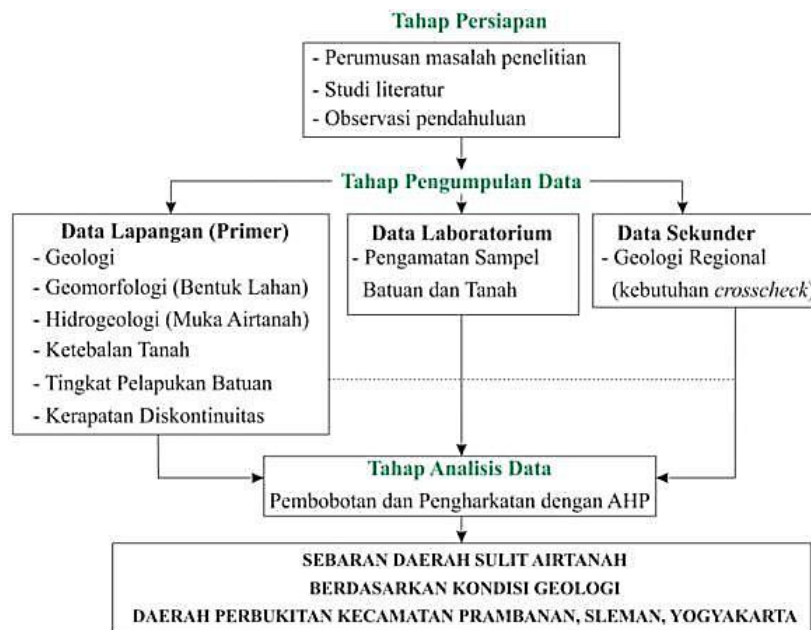 Tahap Persiapan
- Perumusan masalah penelitian
- Studi literatur
- Observasi pendahuluan
Tahap Pengumpulan Data
Data Lapangan (Primer)
- Geologi
- Geomorfologi (Bentuk Lahan)
- Hidrogeologi (Muka Airtanah)
- Ketebalan Tanah
- Tingkat Pelapukan Batuan
- Kerapatan Diskontinuitas
Data Laboratorium
- Pengamatan Sampel
Batuan dan Tanah
Data Sekunder
- Geologi Regional
(kebutuhan crosscheck)
Tahap Analisis Data
Pembobotan dan Pengharkatan dengan AHP
SEBARAN DAERAH SULIT AIRTANAH
BERDASARKAN KONDISI GEOLOGI
DAERAH PERBUKITAN KECAMATAN PRAMBANAN, SLEMAN, YOGYAKARTA